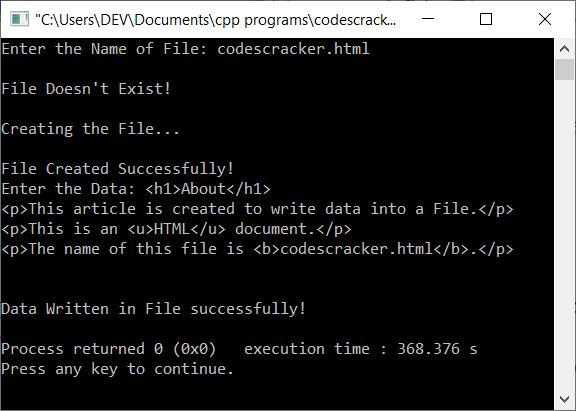 "C:\Users\DEV\Documents\cpp programs\codescrack...
Enter the Name of File: codescracker.html
File Doesn't Exist!
Creating the File...
File Created Successfully!
Enter the Data: <h1>About</h1>
<p>This article is created to write data into a File.</p>
<p>This is an <u>HTML</u> document.</p>
<p>The name of this file is <b>codescracker.html</b>.</p>
Data Written in File successfully!
Process returned 0 (0x0)   execution time : 368.376 s
Press any key to continue.